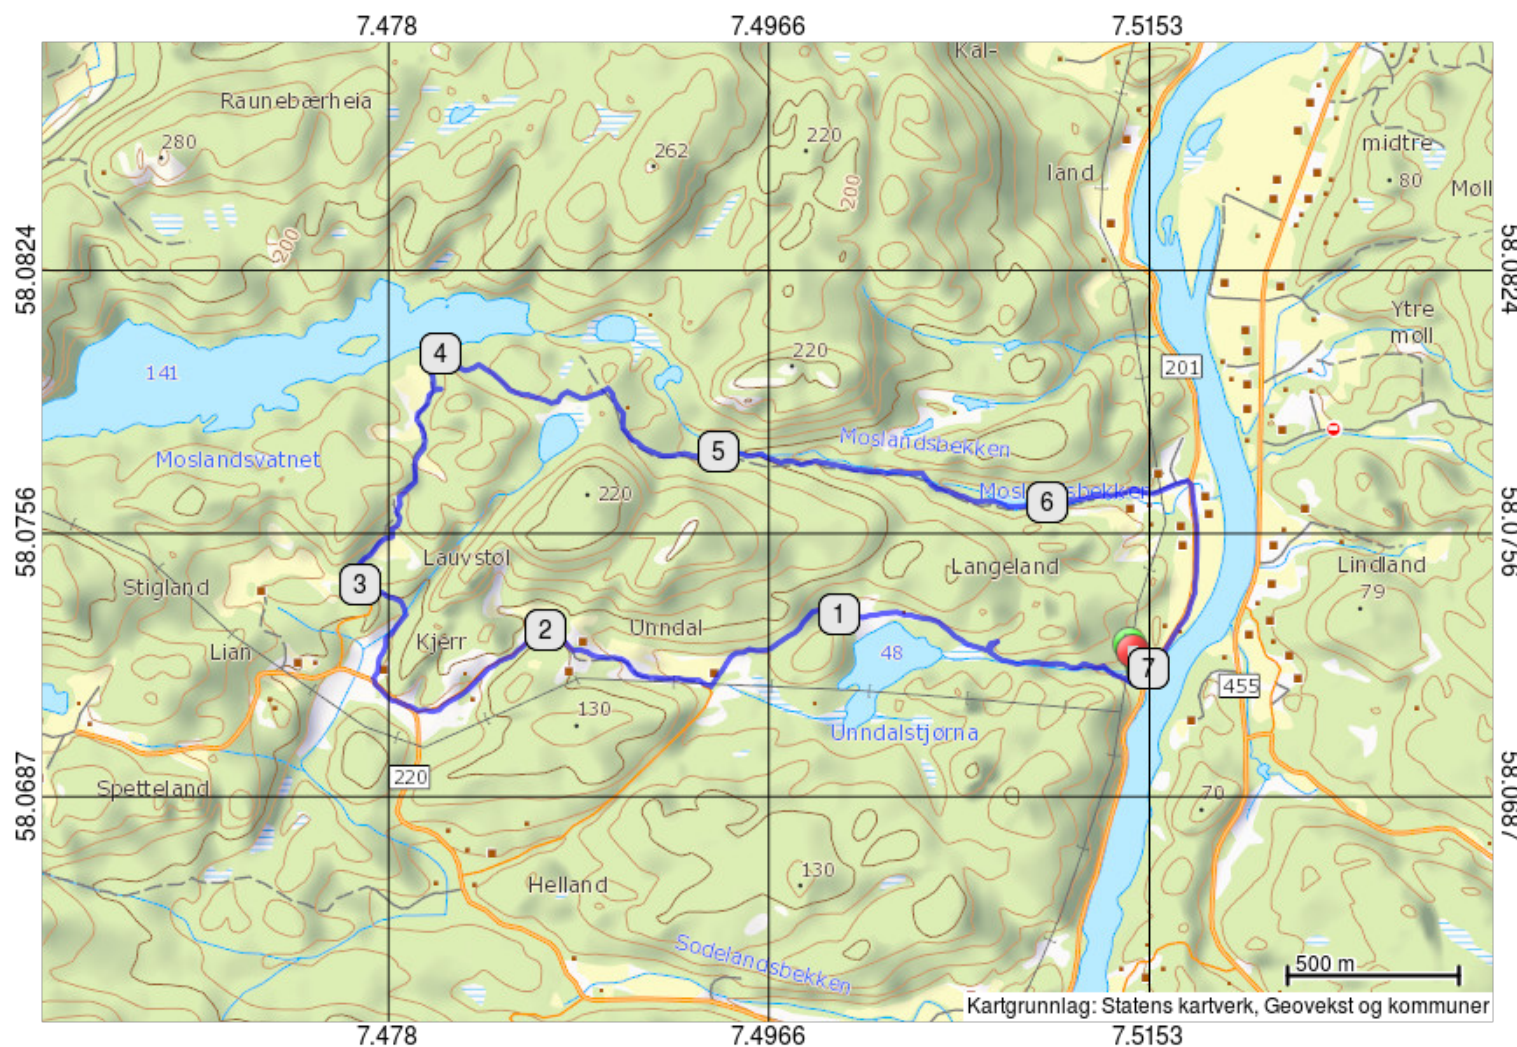 7.478
7.4966
7.5153
Kål-
Raunebærheia
280
262
220
midtre
land
80
Møll
200
200
58.0824
58.0824
Ytre
møll
141
220
201
4
Moslandsvatnet
Moslandsbekken
5
220
6
58.0756
58.0756
Lauvstøl
Langeland
Lindland
Stigland
3
79
1
2
Unndal
Kjerr
Lian
48
7
455
130
Unndalstjørna
220
Spetteland
58.0687
58.0687
70
130
Helland
Sodelandsbekken
500 m
Kartgrunnlag: Statens kartverk, Geovekst og kommuner
7.478
7.4966
7.5153